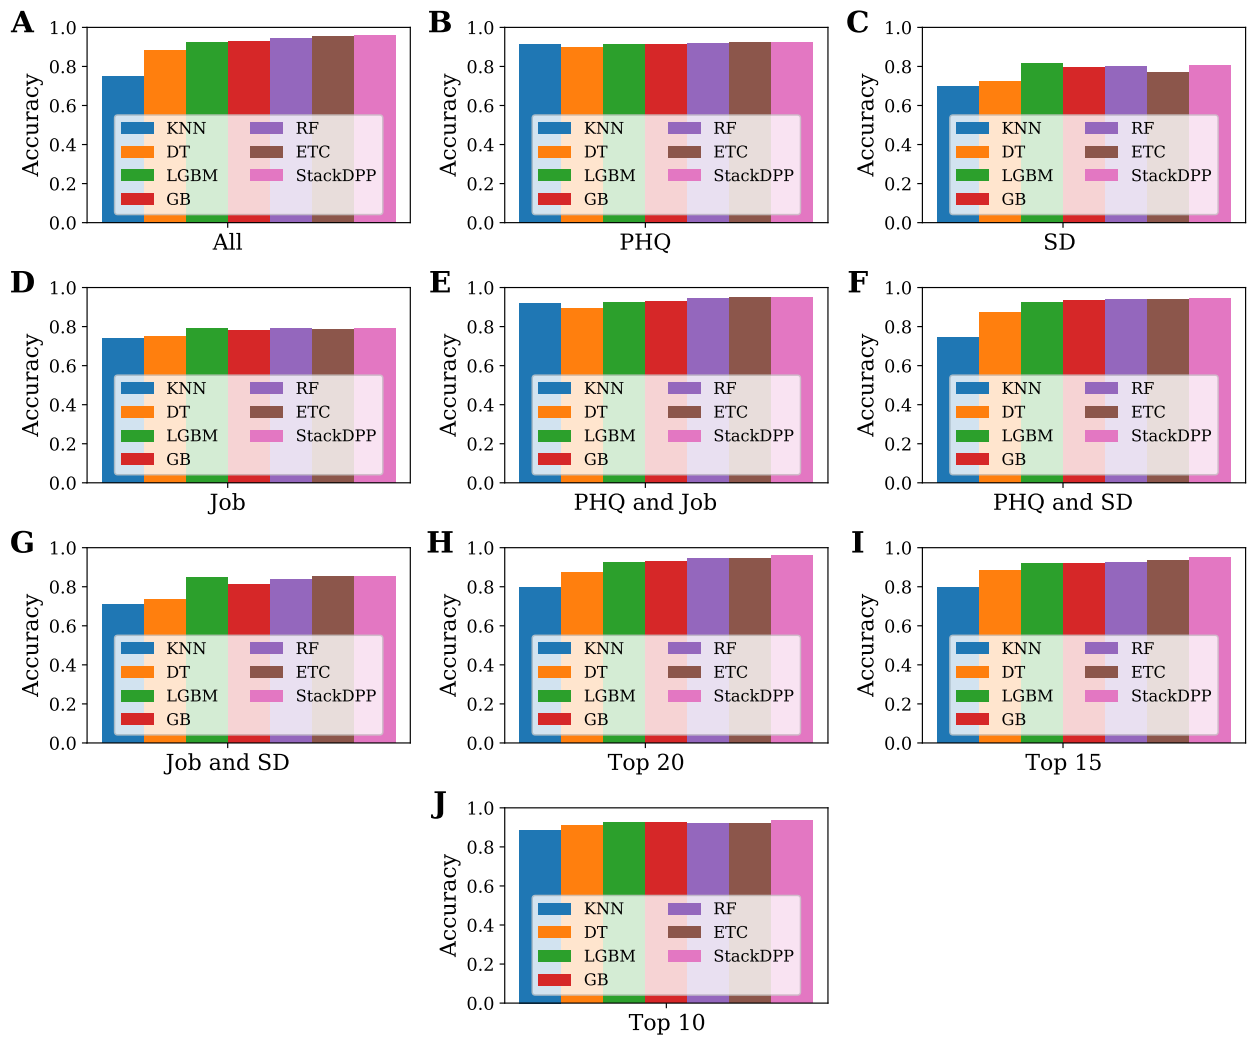 A
1.0
0.8
0.6
0.4
0.2
0.0
Accuracy
KNN
DT
LGBM
GB
RF
ETC
StackDPP
All
B
1.0
0.8
0.6
0.4
0.2
0.0
Accuracy
KNN
DT
LGBM
GB
RF
ETC
StackDPP
PHQ
C
1.0
0.8
0.6
0.4
0.2
0.0
Accuracy
KNN
DT
LGBM
GB
RF
ETC
StackDPP
SD
D
1.0
0.8
0.6
0.4
0.2
0.0
Accuracy
KNN
DT
LGBM
GB
RF
ETC
StackDPP
Job
E
1.0
0.8
0.6
0.4
0.2
0.0
Accuracy
KNN
DT
LGBM
GB
RF
ETC
StackDPP
PHQ and Job
F
1.0
0.8
0.6
0.4
0.2
0.0
Accuracy
KNN
DT
LGBM
GB
RF
ETC
StackDPP
PHQ and SD
G
1.0
0.8
0.6
0.4
0.2
0.0
Accuracy
KNN
DT
LGBM
GB
RF
ETC
StackDPP
Job and SD
H
1.0
0.8
0.6
0.4
0.2
0.0
Accuracy
KNN
DT
LGBM
GB
RF
ETC
StackDPP
Top 20
I
1.0
0.8
0.6
0.4
0.2
0.0
Accuracy
KNN
DT
LGBM
GB
RF
ETC
StackDPP
Top 15
J
1.0
0.8
0.6
0.4
0.2
0.0
Accuracy
KNN
DT
LGBM
GB
RF
ETC
StackDPP
Top 10